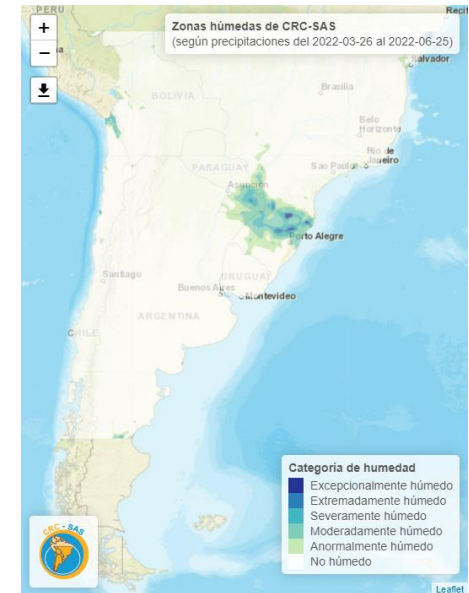 PERU
Recif
+
−
Zonas húmedas de CRC-SAS
(según precipitaciones del 2022-03-26 al 2022-06-25)
Salvador
BOLIVIA
Brasília
Belo
Horizonte
Rio de
Janeiro
Sao Paulo
PARAGUAY
Asunción
Porto Alegre
Santiago
URUGUAY
Buenos Aires
Montevideo
ARGENTINA
CHILE
Categoría de humedad
Excepcionalmente húmedo
Extremadamente húmedo
Severamente húmedo
Moderadamente húmedo
Anormalmente húmedo
No húmedo
CRC - SAS
Leaflet